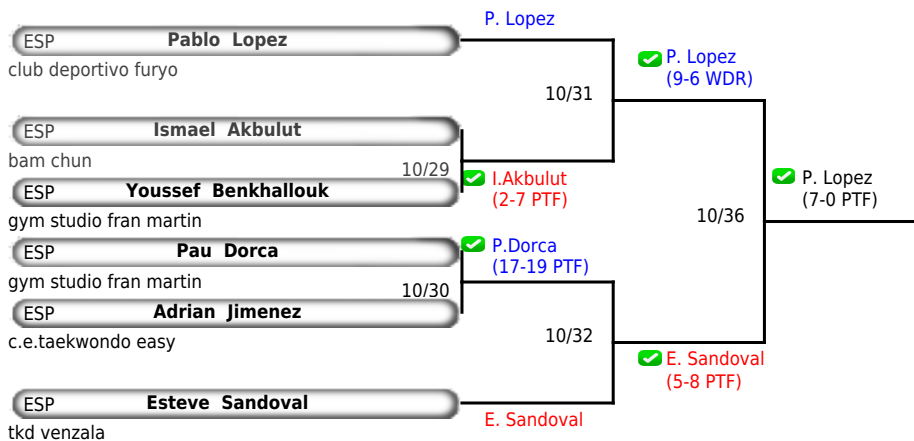 P. Lopez
ESP Pablo Lopez
club deportivo furyo
P. Lopez
(9-6 WDR)
10/31
ESP Ismael Akbulut
bam chun
10/29
I.Akbulut
(2-7 PTF)
ESP Youssef Benkhallouk
gym studio fran martin
P. Lopez
(7-0 PTF)
10/36
ESP Pau Dorca
gym studio fran martin
P.Dorca
(17-19 PTF)
10/30
ESP Adrian Jimenez
c.e.taekwondo easy
10/32
E. Sandoval
(5-8 PTF)
ESP Esteve Sandoval
tkd venzala
E. Sandoval